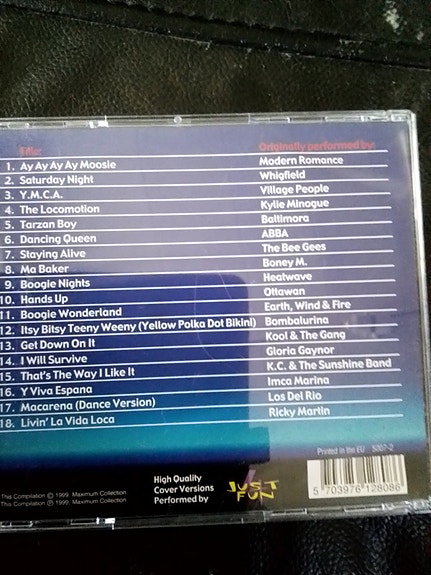 Title: Originally performed by:
1. Ay Ay Ay Ay Moosie Modern Romance
2. Saturday Night Whigfield
3. Y.M.C.A. Village People
4. The Locomotion Kylie Minogue
5. Tarzan Boy Baltimora
6. Dancing Queen ABBA
7. Staying Alive The Bee Gees
8. Ma Baker Boney M.
9. Boogie Nights Heatwave
10. Hands Up Ottawan
11. Boogie Wonderland Earth, Wind & Fire
12. Itsy Bitsy Teeny Weeny (Yellow Polka Dot Bikini) Bombalurina
13. Get Down On It Kool & The Gang
14. I Will Survive Gloria Gaynor
15. That's The Way I Like It K.C. & The Sunshine Band
16. Y Viva Espana Imca Marina
17. Macarena (Dance Version) Los Del Rio
18. Livin' La Vida Loca Ricky Martin
Printed in the EU 5007-2
This Compilation © 1999 Maximum Collection
This Compilation ℗ 1999 Maximum Collection
High Quality
Cover Versions
Performed by
JUST
FUN
5 703976 128086